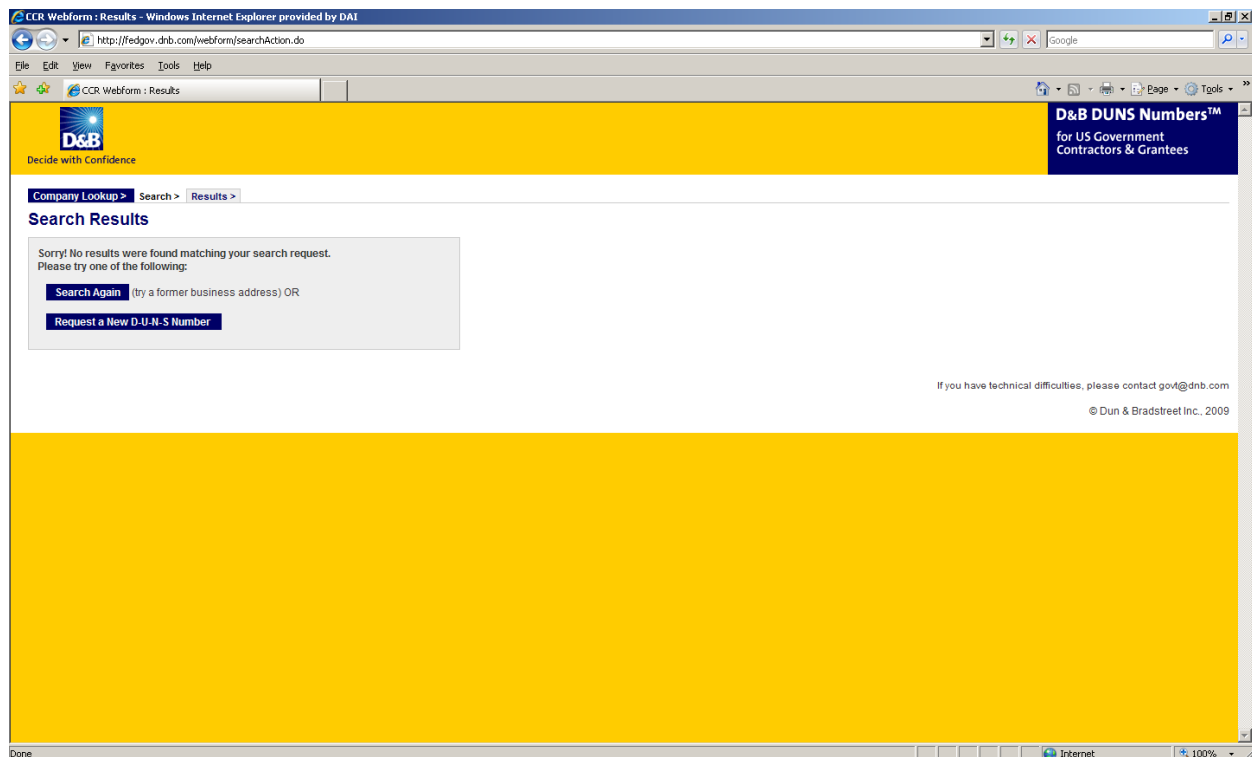 CCR Webform : Results - Windows Internet Explorer provided by DAI
http://fedgov.dnb.com/webform/searchAction.do
Google
File Edit View Favorites Tools Help
CCR Webform : Results
Page Tools »
D&B
Decide with Confidence
D&B DUNS Numbers™
for US Government
Contractors & Grantees
Company Lookup > Search > Results >
Search Results
Sorry! No results were found matching your search request.
Please try one of the following:
Search Again (try a former business address) OR
Request a New D-U-N-S Number
If you have technical difficulties, please contact govt@dnb.com
© Dun & Bradstreet Inc., 2009
Done Internet 100%